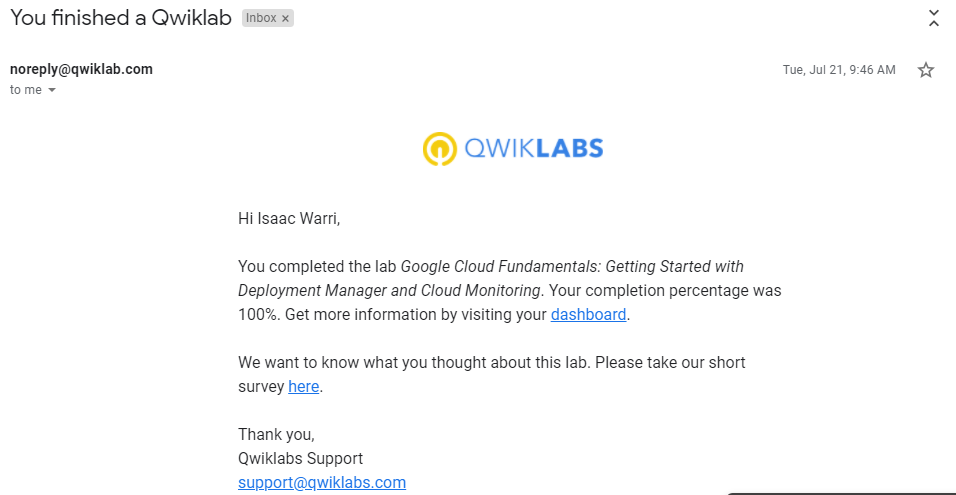 You finished a Qwiklab Inbox ×
noreply@qwiklab.com
Tue, Jul 21, 9:46 AM
to me
QWIKLABS
Hi Isaac Warri,
You completed the lab Google Cloud Fundamentals: Getting Started with
Deployment Manager and Cloud Monitoring. Your completion percentage was
100%. Get more information by visiting your dashboard.
We want to know what you thought about this lab. Please take our short
survey here.
Thank you,
Qwiklabs Support
support@qwiklabs.com